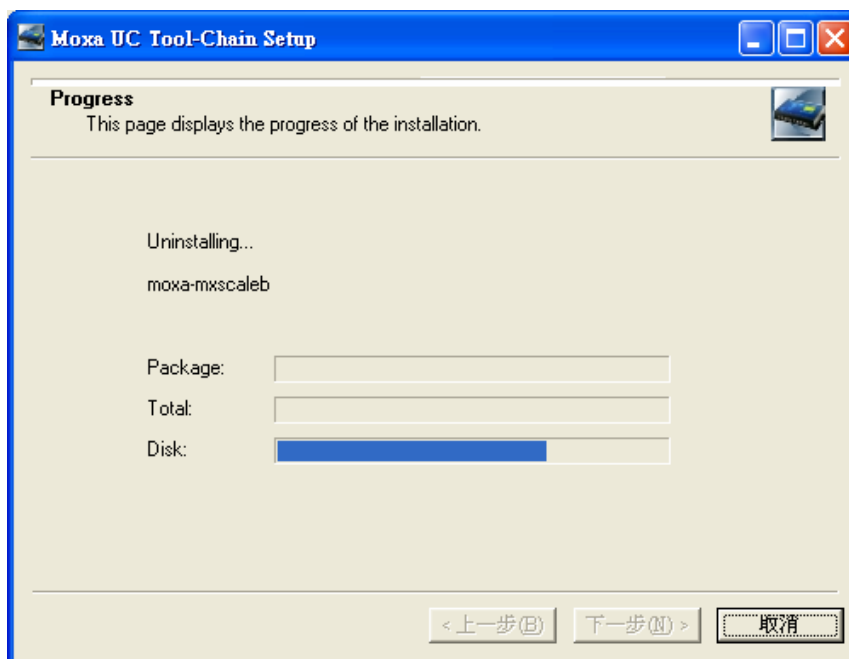 Moxa UC Tool-Chain Setup
Progress
This page displays the progress of the installation.
Uninstalling...
moxa-mxscaleb
Package:
Total:
Disk:
<上一步(B)
下一步(N) >
取消